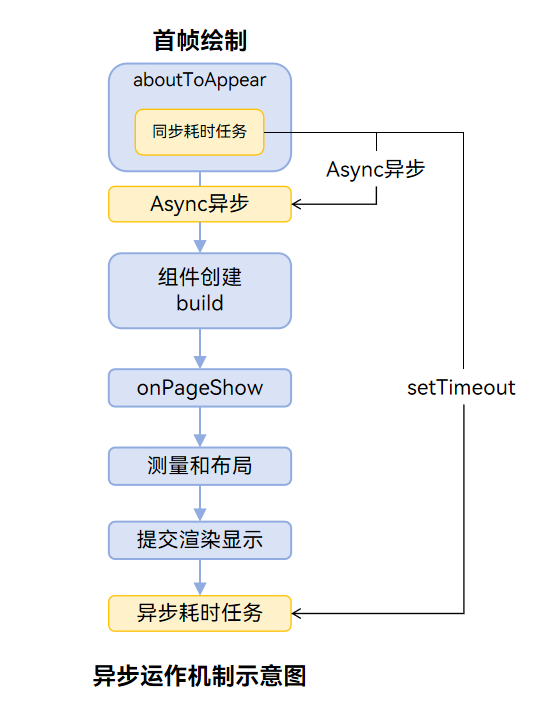 首帧绘制
aboutToAppear
同步耗时任务
Async异步
Async异步
组件创建
build
onPageShow
setTimeout
测量和布局
提交渲染显示
异步耗时任务
异步运作机制示意图